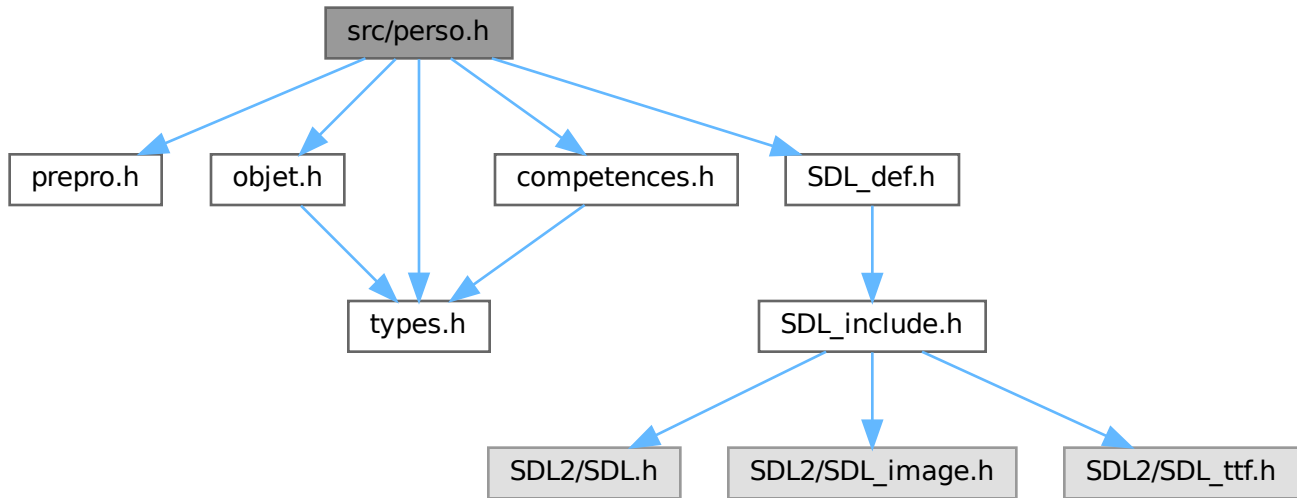 src/perso.h
prepro.h
objet.h
competences.h
SDL_def.h
types.h
SDL_include.h
SDL2/SDL.h
SDL2/SDL_image.h
SDL2/SDL_ttf.h